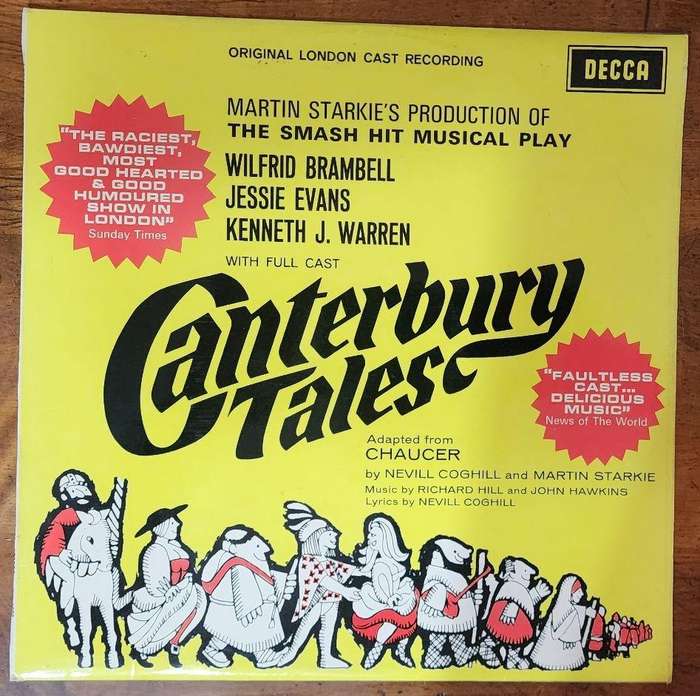 ORIGINAL LONDON CAST RECORDING
DECCA
MARTIN STARKIE'S PRODUCTION OF
THE SMASH HIT MUSICAL PLAY
"THE RACIEST,
BAWDIEST,
MOST
GOOD HEARTED
& GOOD
HUMOURED
SHOW IN
LONDON"
Sunday Times
WILFRID BRAMBELL
JESSIE EVANS
KENNETH J. WARREN
WITH FULL CAST
Canterbury
Tales
"FAULTLESS
CAST...
DELICIOUS
MUSIC"
News of The World
Adapted from
CHAUCER
by NEVILL COGHILL and MARTIN STARKIE
Music by RICHARD HILL and JOHN HAWKINS
Lyrics by NEVILL COGHILL